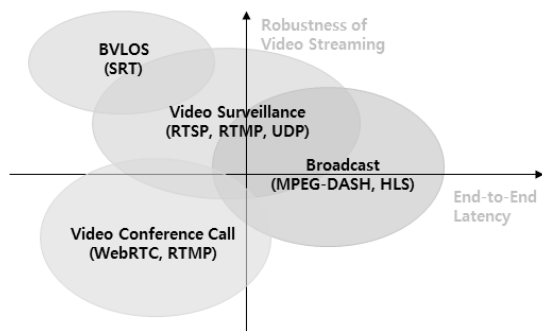 Robustness of
Video Streaming
BVLOS
(SRT)
Video Surveillance
(RTSP, RTMP, UDP)
Broadcast
(MPEG-DASH, HLS)
End-to-End
Latency
Video Conference Call
(WebRTC, RTMP)